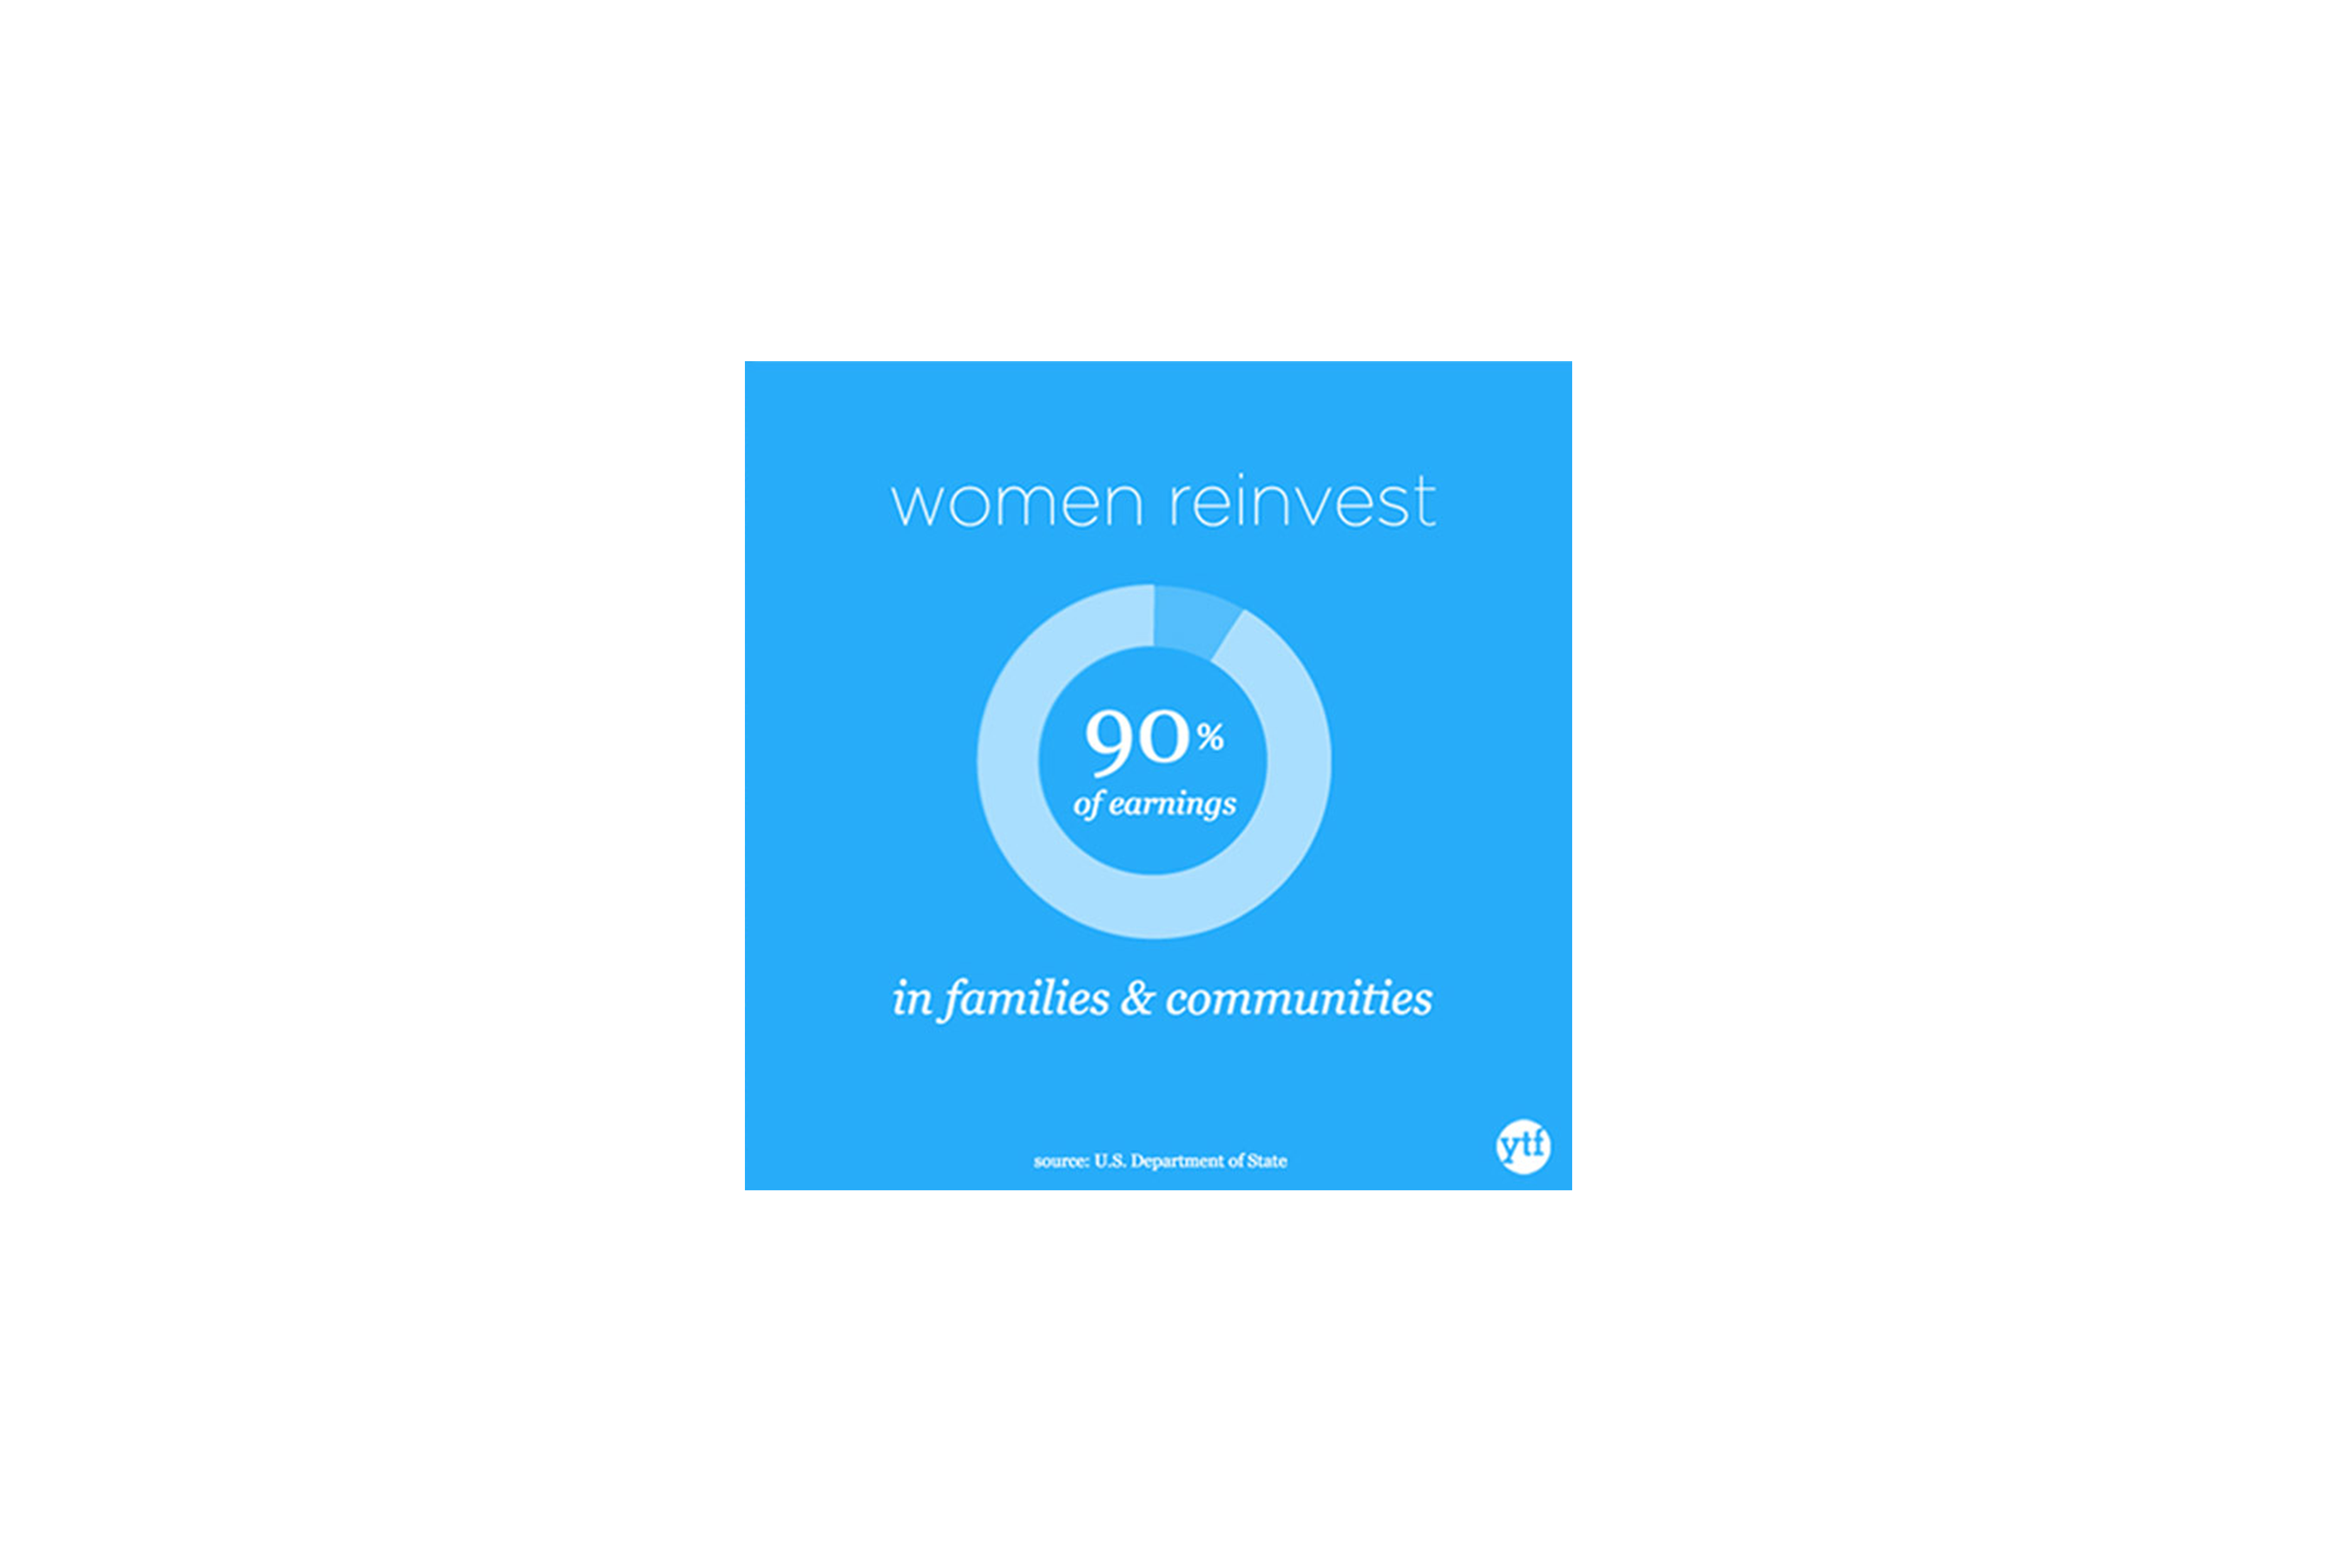 women reinvest
90%
of earnings
in families & communities
source: U.S. Department of State
ytf